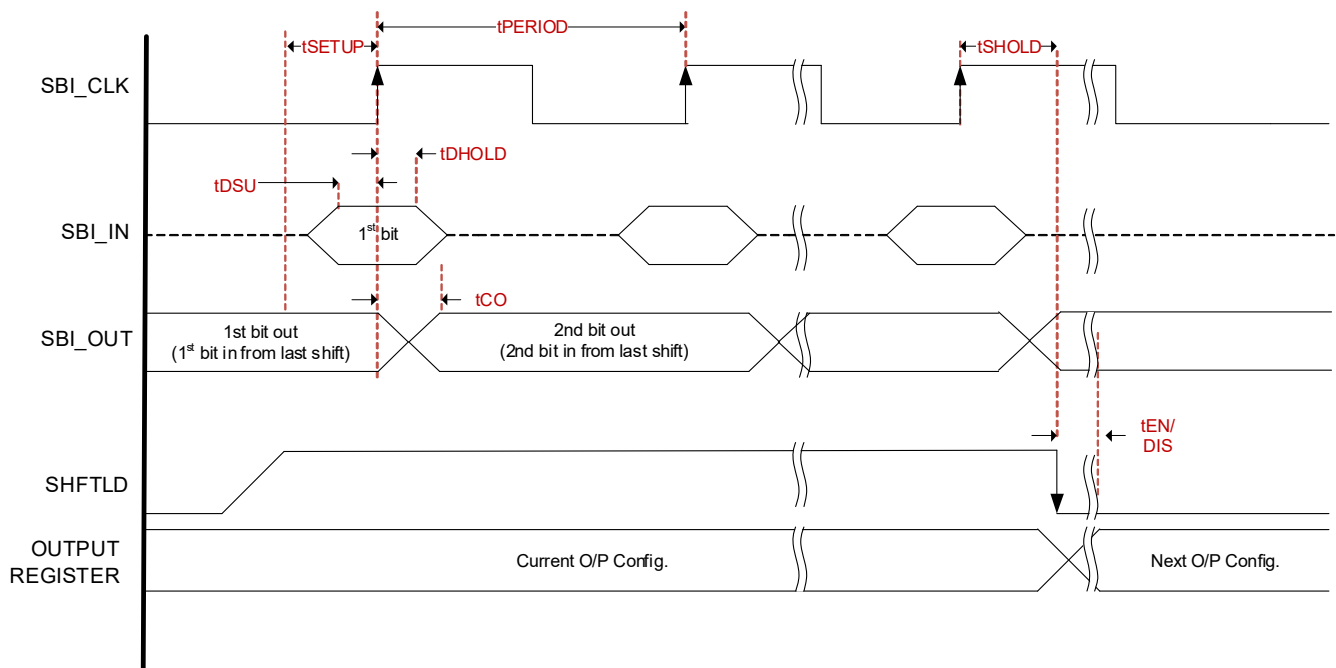 tPERIOD
tSETUP
tSHOLD
SBI_CLK
tDHOLD
tDSU
SBI_IN
1st bit
tCO
SBI_OUT
1st bit out
(1st bit in from last shift)
2nd bit out
(2nd bit in from last shift)
tEN/
DIS
SHFTLD
OUTPUT
REGISTER
Current O/P Config.
Next O/P Config.